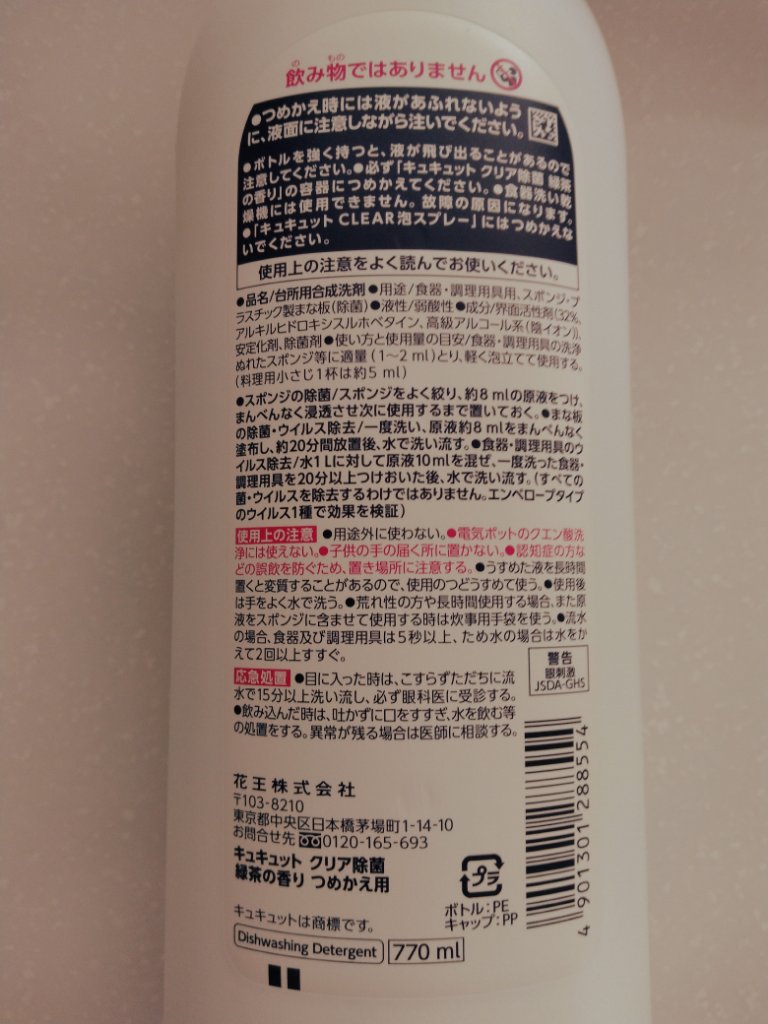 飲み物ではありません
●つめかえ時には液があふれないよう
に、液面に注意しながら注いでください。
●ボトルを強く持つと、液が飛び出ることがあるので
注意してください。●必ず「キュキュット クリア除菌 緑茶
の香り」の容器につめかえてください。●食器洗い乾
燥機には使用できません。故障の原因になります。
●「キュキュット CLEAR泡スプレー」にはつめかえな
いでください。
使用上の注意をよく読んでお使いください。
●品名/台所用合成洗剤●用途/食器・調理用具用、スポンジ・プ
ラスチック製まな板(除菌)●液性/弱酸性●成分/界面活性剤(32%、
アルキルヒドロキシスルホベタイン、高級アルコール系(陰イオン))、
安定化剤、除菌剤●使い方と使用量の目安/食器・調理用具の洗浄
ぬれたスポンジ等に適量(1~2 ml)とり、軽く泡立てて使用する。
(料理用小さじ1杯は約5 ml)
●スポンジの除菌/スポンジをよく絞り、約8 mlの原液をつけ、
まんべんなく浸透させ次に使用するまで置いておく。●まな板
の除菌・ウイルス除去/一度洗い、原液約8 mlをまんべんなく
塗布し、約20分間放置後、水で洗い流す。●食器・調理用具のウ
イルス除去/水1Lに対して原液10mlを混ぜ、一度洗った食器・
調理用具を20分以上つけおいた後、水で洗い流す。(すべての
菌・ウイルスを除去するわけではありません。エンベロープタイプ
のウイルス1種で効果を検証)
使用上の注意 ●用途外に使わない。●電気ポットのクエン酸洗
浄には使えない。●子供の手の届く所に置かない。●認知症の方な
どの誤飲を防ぐため、置き場所に注意する。●うすめた液を長時間
置くと変質することがあるので、使用のつどうすめて使う。●使用後
は手をよく水で洗う。●荒れ性の方や長時間使用する場合、また原
液をスポンジに含ませて使用する時は炊事用手袋を使う。●流水
の場合、食器及び調理用具は5秒以上、ため水の場合は水をか
えて2回以上すすぐ。
警告
眼刺激
JSDA-GHS
応急処置 ●目に入った時は、こすらずただちに流
水で15分以上洗い流し、必ず眼科医に受診する。
●飲み込んだ時は、吐かずに口をすすぎ、水を飲む等
の処置をする。異常が残る場合は医師に相談する。
花王株式会社
〒103-8210
東京都中央区日本橋茅場町1-14-10
お問合せ先 0120-165-693
キュキュット クリア除菌
緑茶の香り つめかえ用
プラ
ボトル:PE
キャップ:PP
キュキュットは商標です。
Dishwashing Detergent 770 ml
4 901301 288554